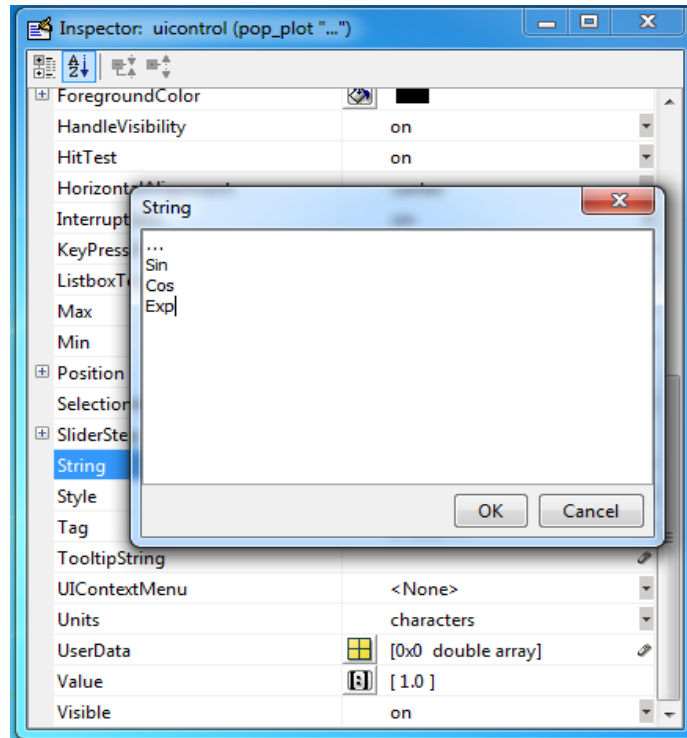 Inspector: uicontrol (pop_plot "...")
ForegroundColor
HandleVisibility on
HitTest on
String
...
Sin
Cos
Exp
Max
Min
Position
String
Style
Tag
OK Cancel
TooltipString
UIContextMenu <None>
Units characters
UserData [0x0 double array]
Value [ 1.0 ]
Visible on